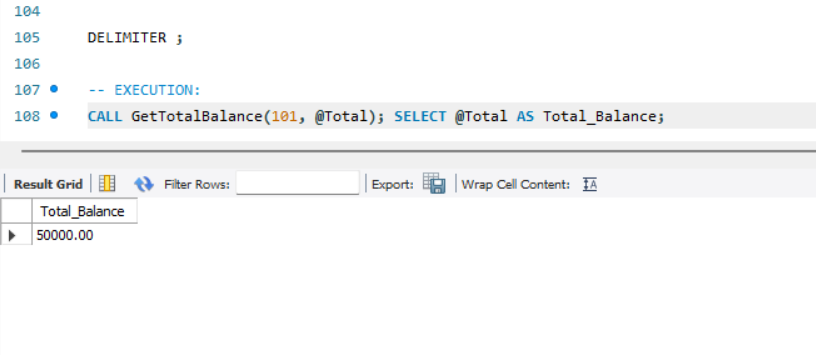 104
105 DELIMITER ;
106
107 -- EXECUTION:
108 CALL GetTotalBalance(101, @Total); SELECT @Total AS Total_Balance;
Result Grid Filter Rows: Export: Wrap Cell Content: IA
Total_Balance
50000.00